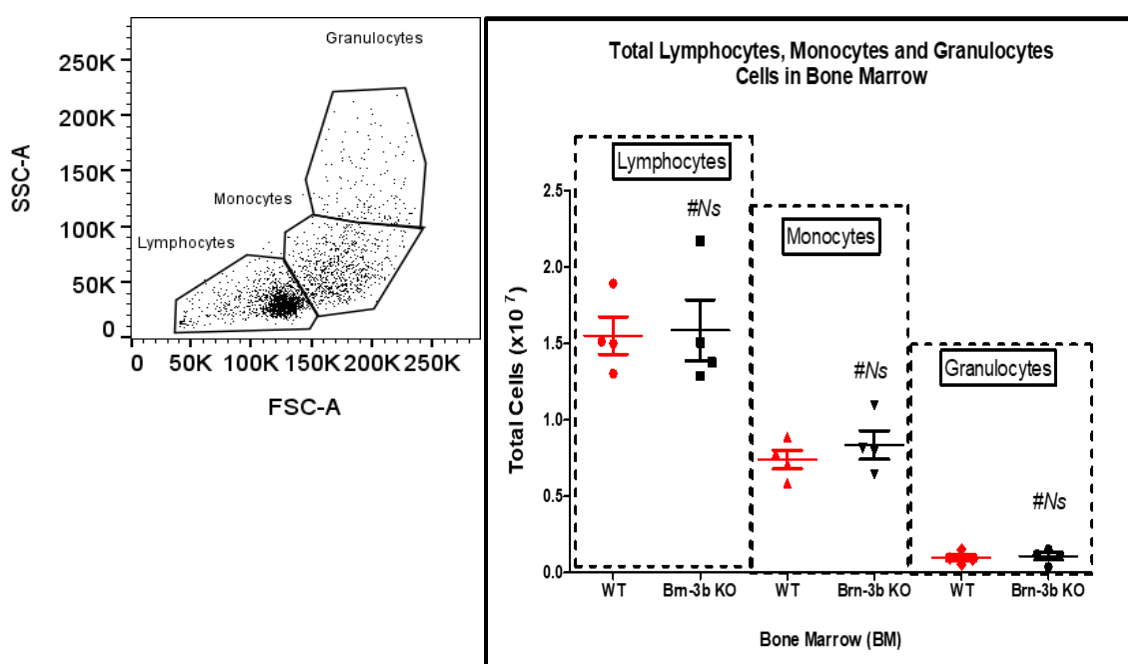 Granulocytes
Monocytes
Lymphocytes
SSC-A
250K
200K
150K
100K
50K
0
0 50K 100K 150K 200K 250K
FSC-A
Total Lymphocytes, Monocytes and Granulocytes
Cells in Bone Marrow
Lymphocytes
#Ns
Monocytes
#Ns
Granulocytes
#Ns
Total Cells (x10 7)
2.5
2.0
1.5
1.0
0.5
0.0
WT Brn-3b KO WT Brn-3b KO WT Brn-3b KO
Bone Marrow (BM)